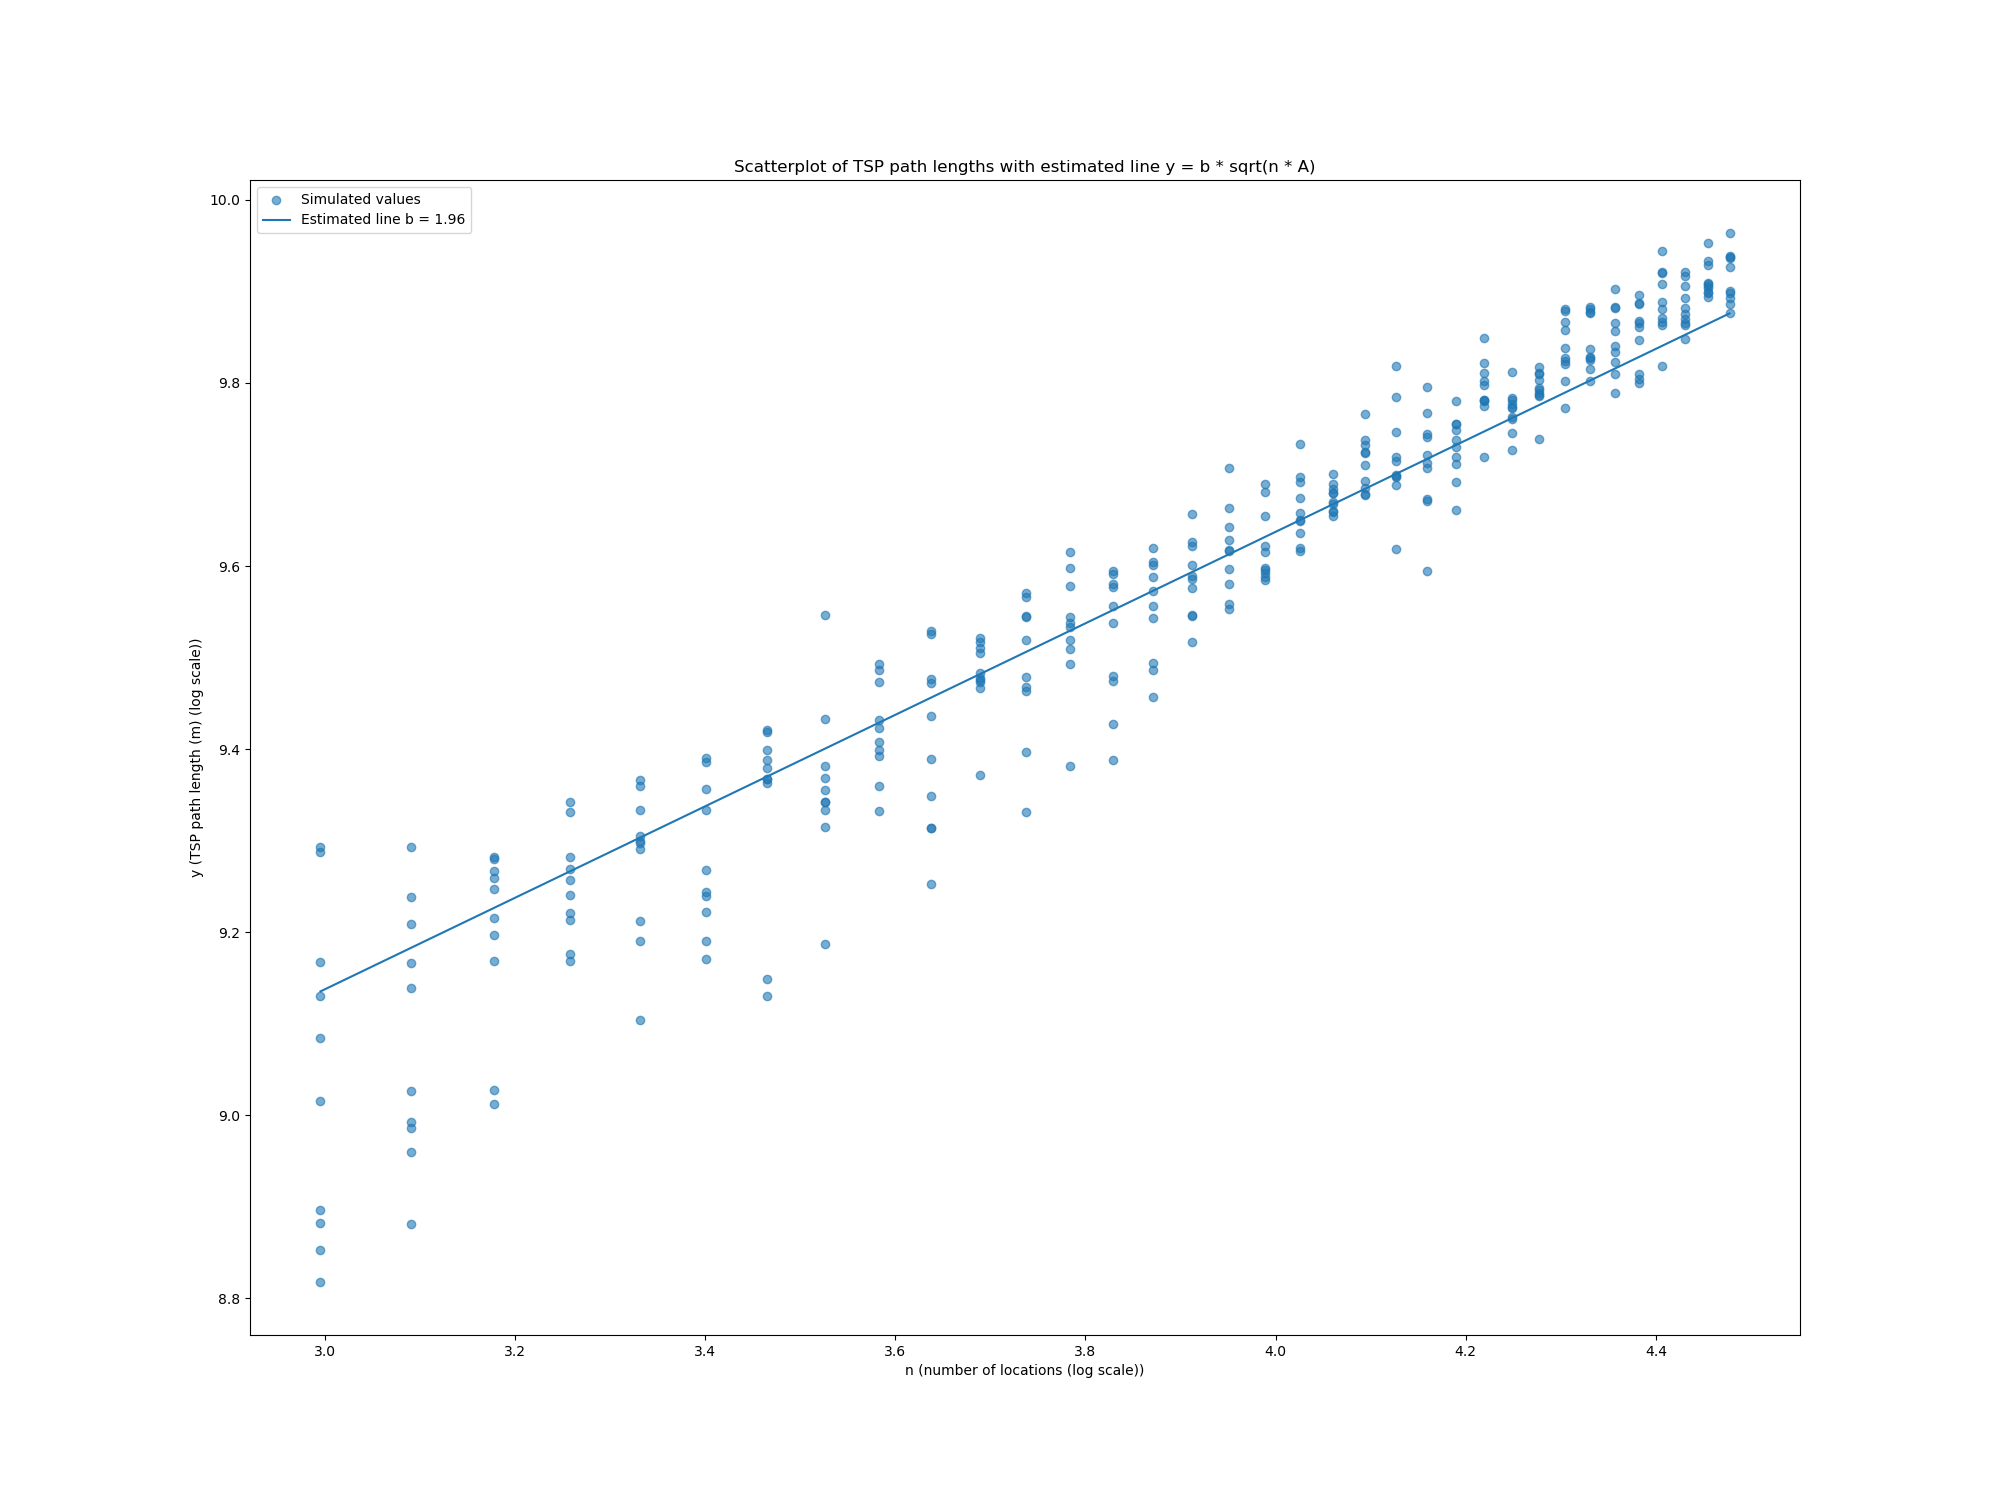 Scatterplot of TSP path lengths with estimated line y = b * sqrt(n * A)
Simulated values
Estimated line b = 1.96
y (TSP path length (m) (log scale))
10.0
9.8
9.6
9.4
9.2
9.0
8.8
3.0 3.2 3.4 3.6 3.8 4.0 4.2 4.4
n (number of locations (log scale))